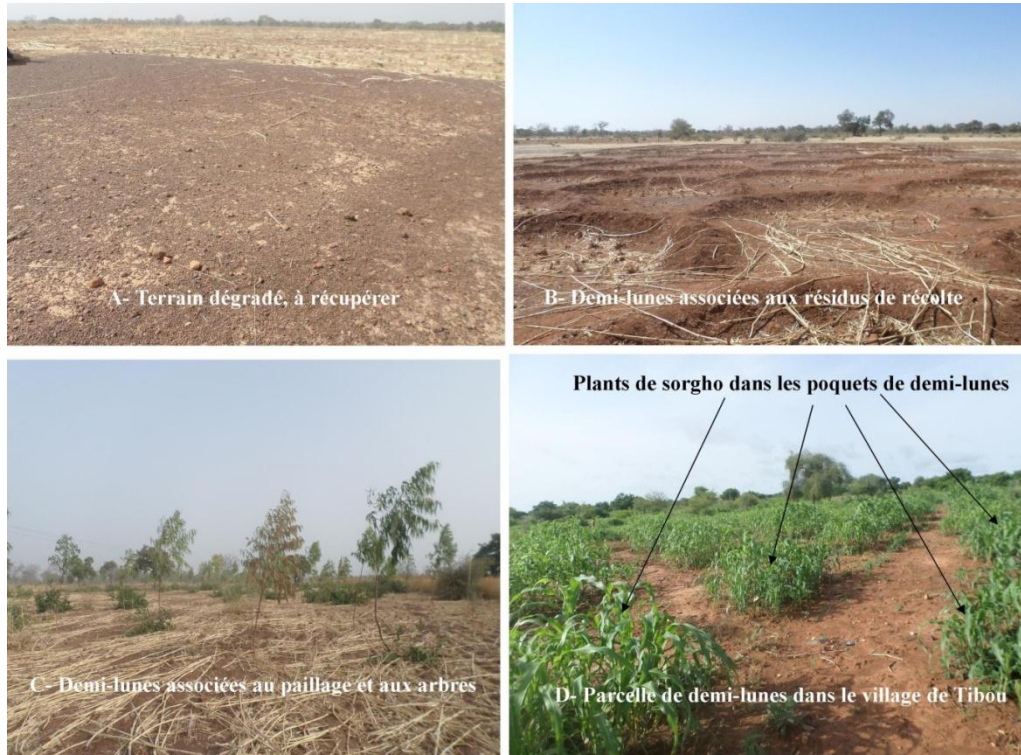 A- Terrain dégradé, à récupérer
B- Demi-lunes associées aux résidus de récolte
C- Demi-lunes associées au paillage et aux arbres
Plants de sorgho dans les poquets de demi-lunes
D- Parcelle de demi-lunes dans le village de Tibou